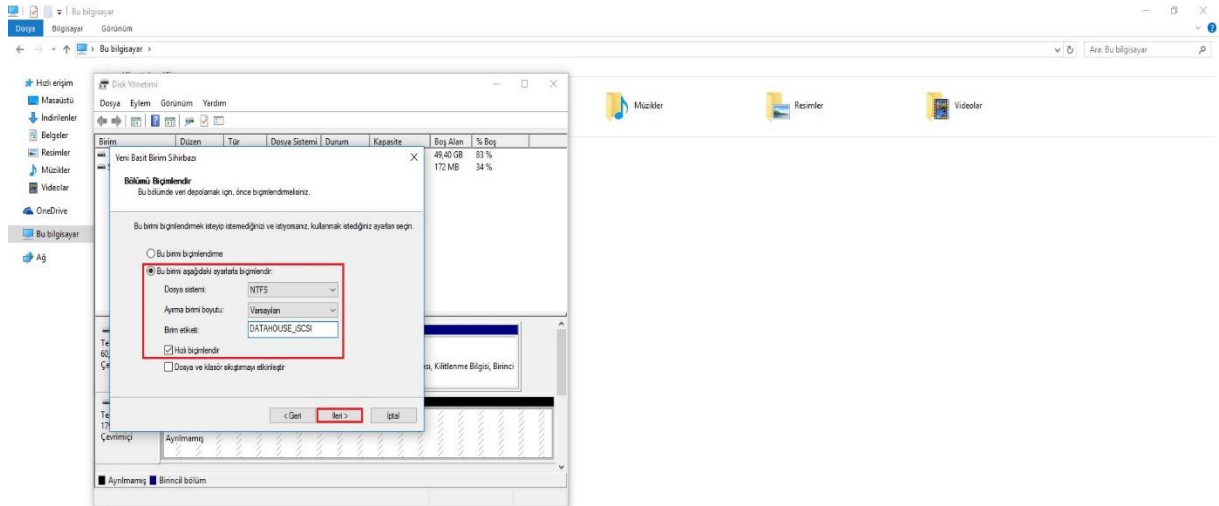 Bu bilgisayar
Dosya Bilgisayar Görünüm
Bu bilgisayar
Ara: Bu bilgisayar
Hızlı erişim
Masaüstü
İndirilenler
Belgeler
Resimler
Müzikler
Videolar
OneDrive
Bu bilgisayar
Ağ
Müzikler
Resimler
Videolar
Disk Yönetimi
Dosya Eylem Görünüm Yardım
Birim Düzen Tür Dosya Sistemi Durum Kapasite Boş Alan % Boş
49,40 GB 83 %
172 MB 34 %
Yeni Basit Birim Sihirbazı
Bölümü Biçimlendir
Bu bölümde veri depolamak için, önce biçimlendirmelisiniz.
Bu birimi biçimlendirmek isteyip istemediğinizi ve istiyorsanız, kullanmak istediğiniz ayarları seçin.
Bu birimi biçimlendirme
Bu birimi aşağıdaki ayarlarla biçimlendir:
Dosya sistemi: NTFS
Ayırma birimi boyutu: Varsayılan
Birim etiketi: DATAHOUSE_iSCSI
Hızlı biçimlendir
Dosya ve klasör sıkıştırmayı etkinleştir
< Geri İleri > İptal
Kilitlenme Bilgisi, Birinci
Çevrimiçi
Ayrılmamış
Ayrılmamış Birincil bölüm